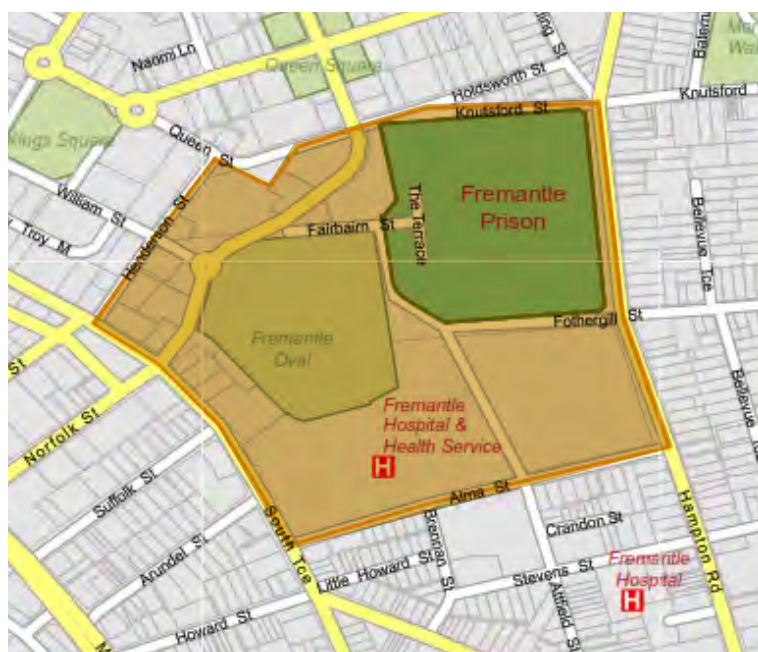 Naomi Ln
Queen Square
Holdsworth St
Knutsford St
Knutsford
Kings Square
Queen St
William St
Troy M
Henderson St
Fairbairn St
The Terrace
Fremantle
Prison
Bellevue Tce
Fothergill St
Fremantle
Oval
Bellevue
Fremantle
Hospital &
Health Service
H
St
Norfolk St
Suffolk St
Arundel St
South Tce
Alma St
Brennan St
Crandon St
Hampton Rd
Little Howard St
Stevens St
Attfield St
Fremantle
Hospital
H
Howard St
M